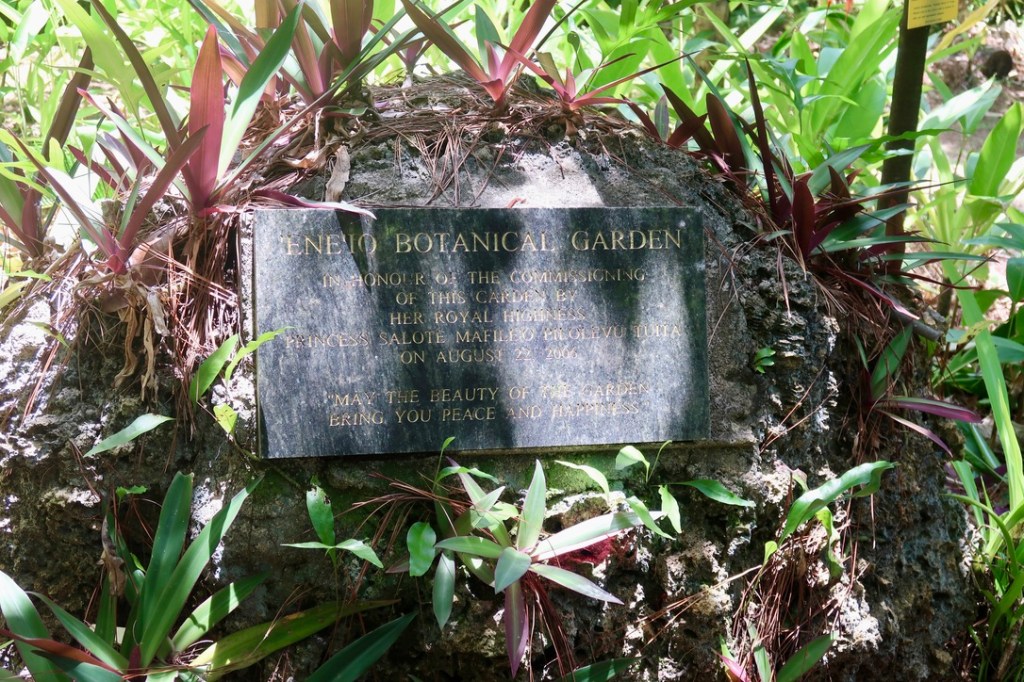 'ENE'IO BOTANICAL GARDEN
IN HONOUR OF THE COMMISSIONING
OF THIS GARDEN BY
HER ROYAL HIGHNESS
PRINCESS SALOTE MAFILE'O PILOLEVU TUITA
ON AUGUST 22, 2006
"MAY THE BEAUTY OF THE GARDEN
BRING YOU PEACE AND HAPPINESS"